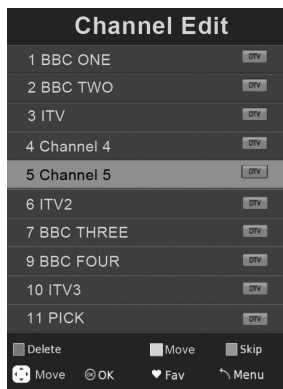 Channel Edit
1 BBC ONE DTV
2 BBC TWO DTV
3 ITV DTV
4 Channel 4 DTV
5 Channel 5 DTV
6 ITV2 DTV
7 BBC THREE DTV
9 BBC FOUR DTV
10 ITV3 DTV
11 PICK DTV
Delete Move Skip
Move OK OK Fav Menu